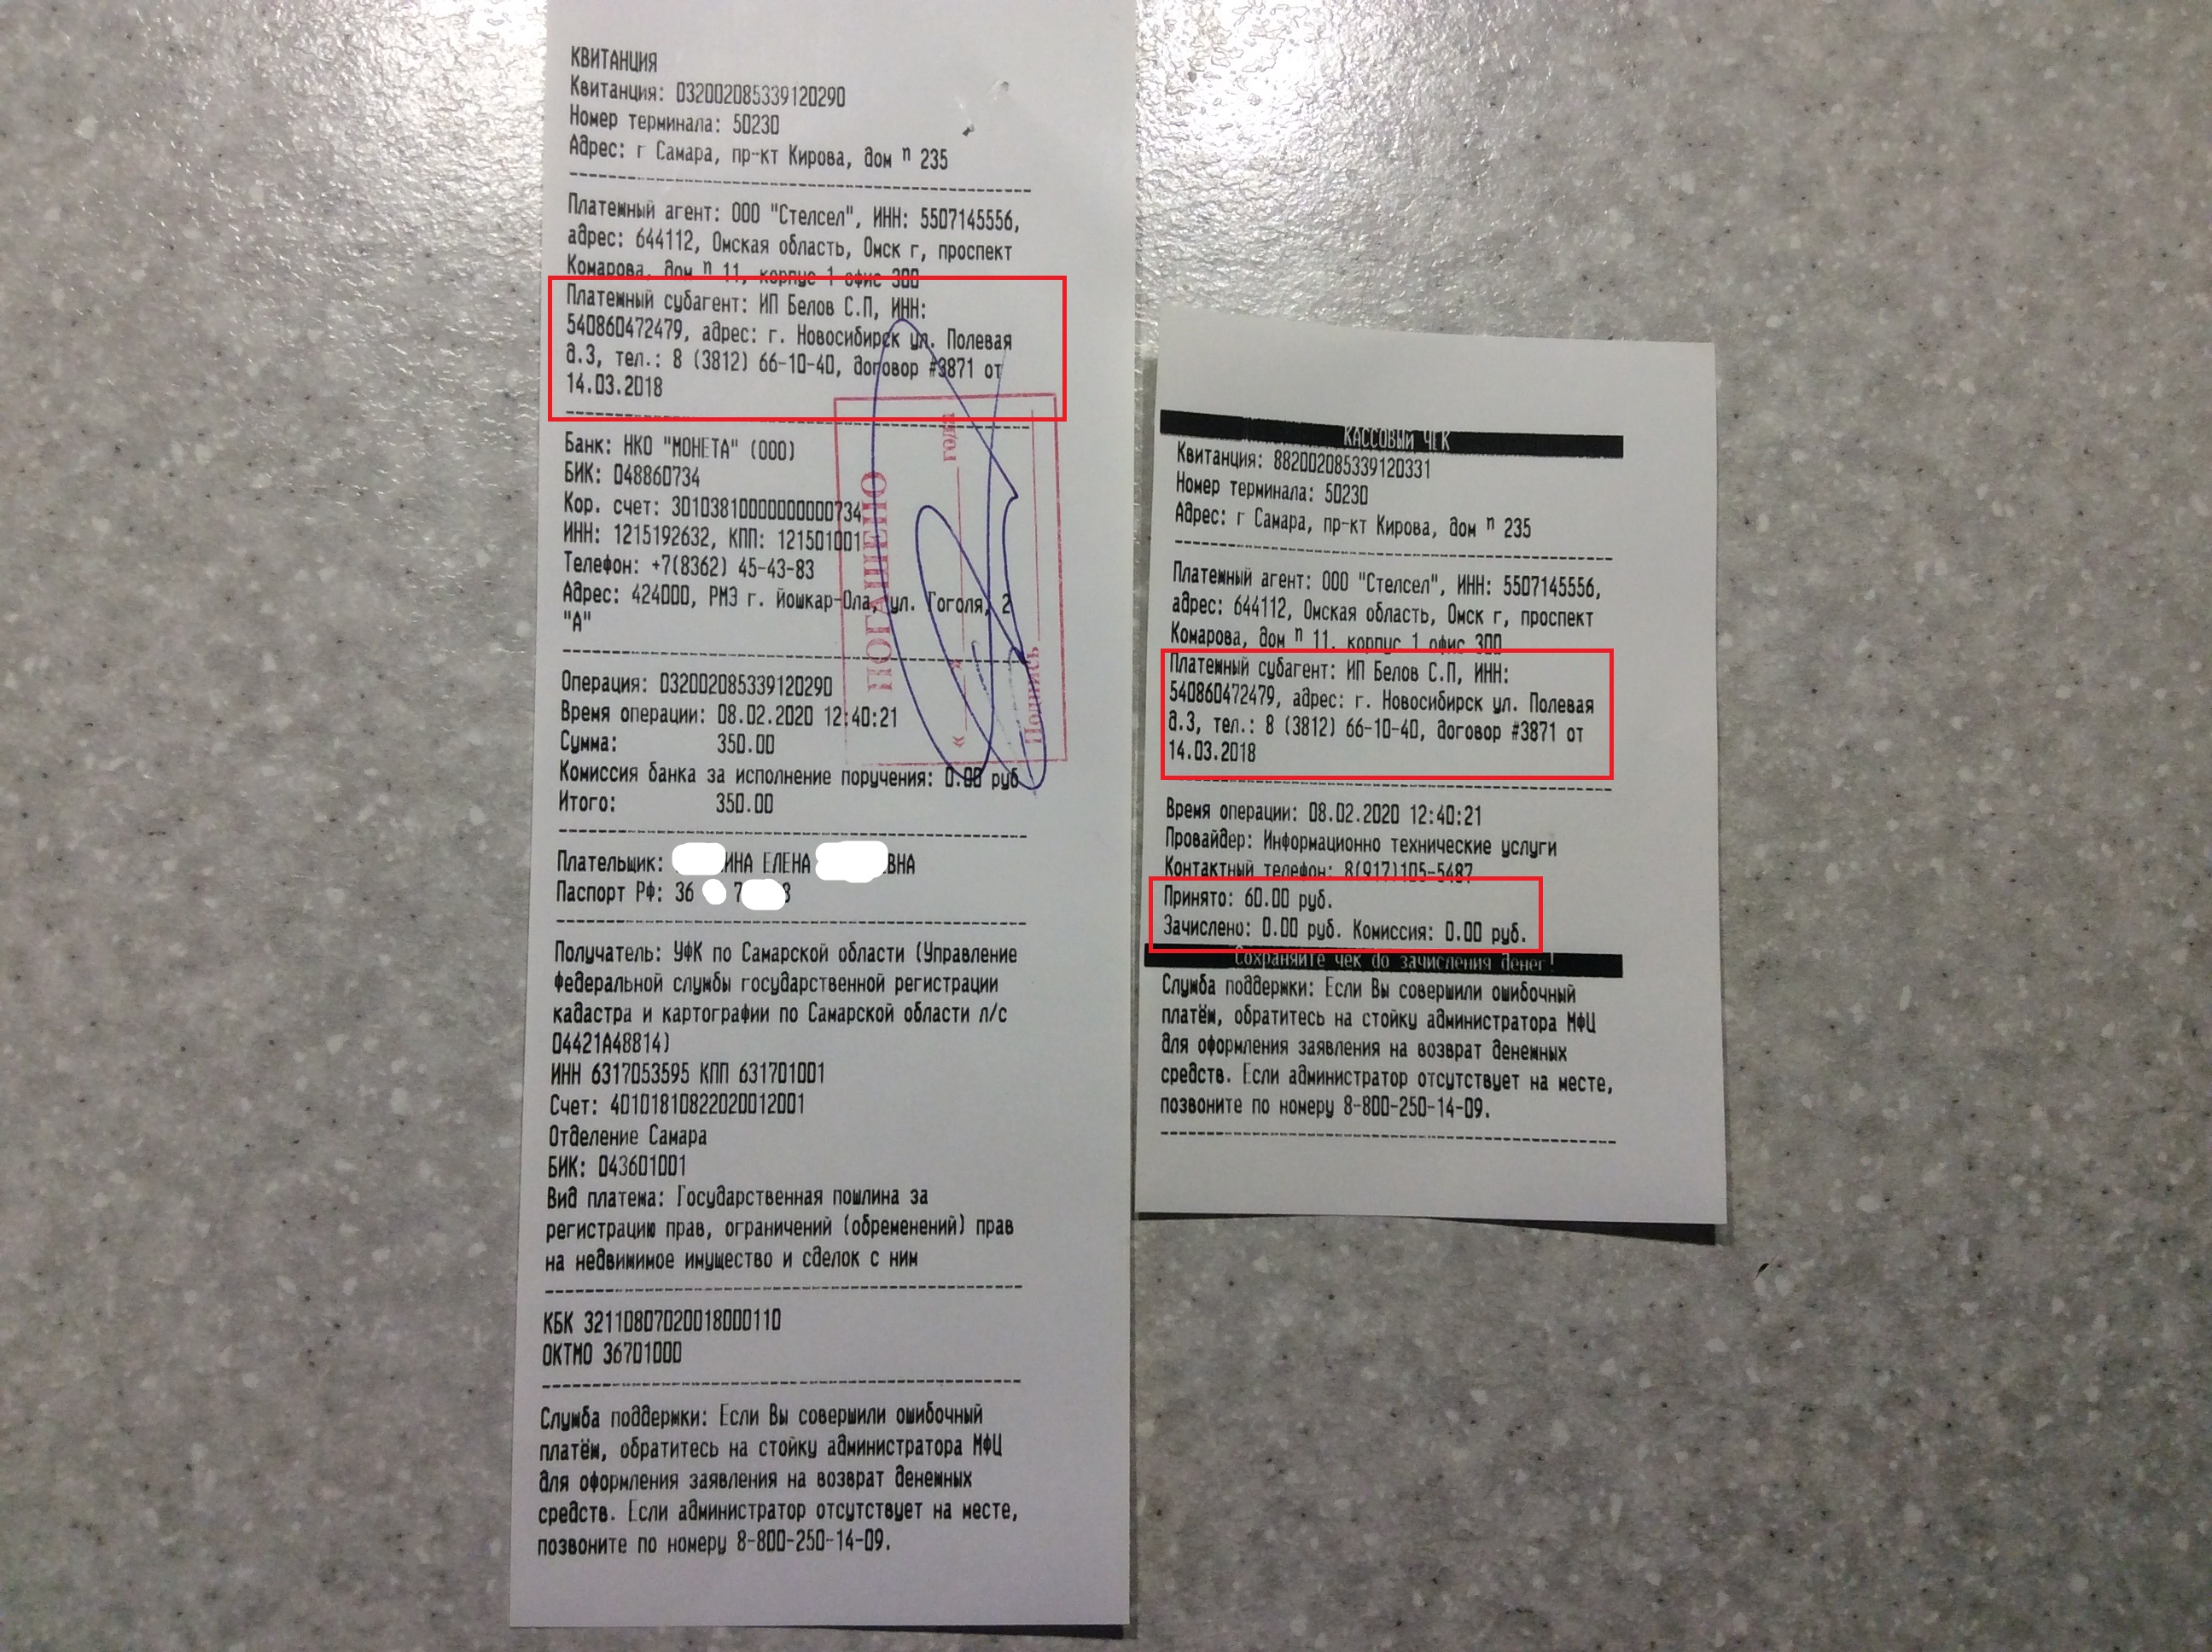 КВИТАНЦИЯ
Квитанция: 032002085339120290
Номер терминала: 50230
Адрес: г Самара, пр-кт Кирова, дом п 235
Платежный агент: ООО "Стелсел", ИНН: 5507145556,
адрес: 644112, Омская область, Омск г, проспект
Комарова, дом п 11, корпус 1 офис 300
Платежный субагент: ИП Белов С.П, ИНН:
540860472479, адрес: г. Новосибирск ул. Полевая
д.3, тел.: 8 (3812) 66-10-40, договор #3871 от
14.03.2018
Банк: НКО "МОНЕТА" (ООО)
БИК: 048860734
Кор. счет: 30103810000000000734
ИНН: 1215192632, КПП: 121501001
Телефон: +7(8362) 45-43-83
Адрес: 424000, РМЭ г. Йошкар-Ола, ул. Гоголя, 2
"А"
ПОГАШЕНО
« » года
Подпись
Операция: 032002085339120290
Время операции: 08.02.2020 12:40:21
Сумма: 350.00
Комиссия банка за исполнение поручения: 0.00 руб
Итого: 350.00
Плательщик: ИНА ЕЛЕНА ВНА
Паспорт РФ: 36 7 3
Получатель: УФК по Самарской области (Управление
Федеральной службы государственной регистрации
кадастра и картографии по Самарской области л/с
04421А48814)
ИНН 6317053595 КПП 631701001
Счет: 40101810822020012001
Отделение Самара
БИК: 043601001
Вид платежа: Государственная пошлина за
регистрацию прав, ограничений (обременений) прав
на недвижимое имущество и сделок с ним
КБК 32110807020018000110
ОКТМО 36701000
Служба поддержки: Если Вы совершили ошибочный
платём, обратитесь на стойку администратора МФЦ
для оформления заявления на возврат денежных
средств. Если администратор отсутствует на месте,
позвоните по номеру 8-800-250-14-09.
КАССОВЫЙ ЧЕК
Квитанция: 882002085339120331
Номер терминала: 50230
Адрес: г Самара, пр-кт Кирова, дом п 235
Платежный агент: ООО "Стелсел", ИНН: 5507145556,
адрес: 644112, Омская область, Омск г, проспект
Комарова, дом п 11, корпус 1 офис 300
Платежный субагент: ИП Белов С.П, ИНН:
540860472479, адрес: г. Новосибирск ул. Полевая
д.3, тел.: 8 (3812) 66-10-40, договор #3871 от
14.03.2018
Время операции: 08.02.2020 12:40:21
Провайдер: Информационно технические услуги
Контактный телефон: 8(917)105-5487
Принято: 60.00 руб.
Зачислено: 0.00 руб. Комиссия: 0.00 руб.
Сохраняйте чек до зачисления денег!
Служба поддержки: Если Вы совершили ошибочный
платём, обратитесь на стойку администратора МФЦ
для оформления заявления на возврат денежных
средств. Если администратор отсутствует на месте,
позвоните по номеру 8-800-250-14-09.